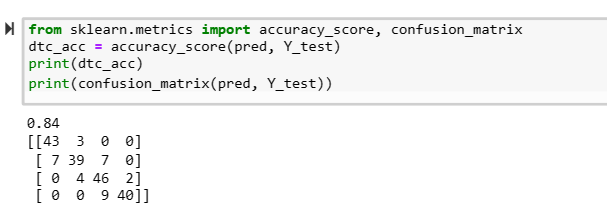 from sklearn.metrics import accuracy_score, confusion_matrix
dtc_acc = accuracy_score(pred, Y_test)
print(dtc_acc)
print(confusion_matrix(pred, Y_test))
0.84
[[43  3  0  0]
 [ 7 39  7  0]
 [ 0  4 46  2]
 [ 0  0  9 40]]